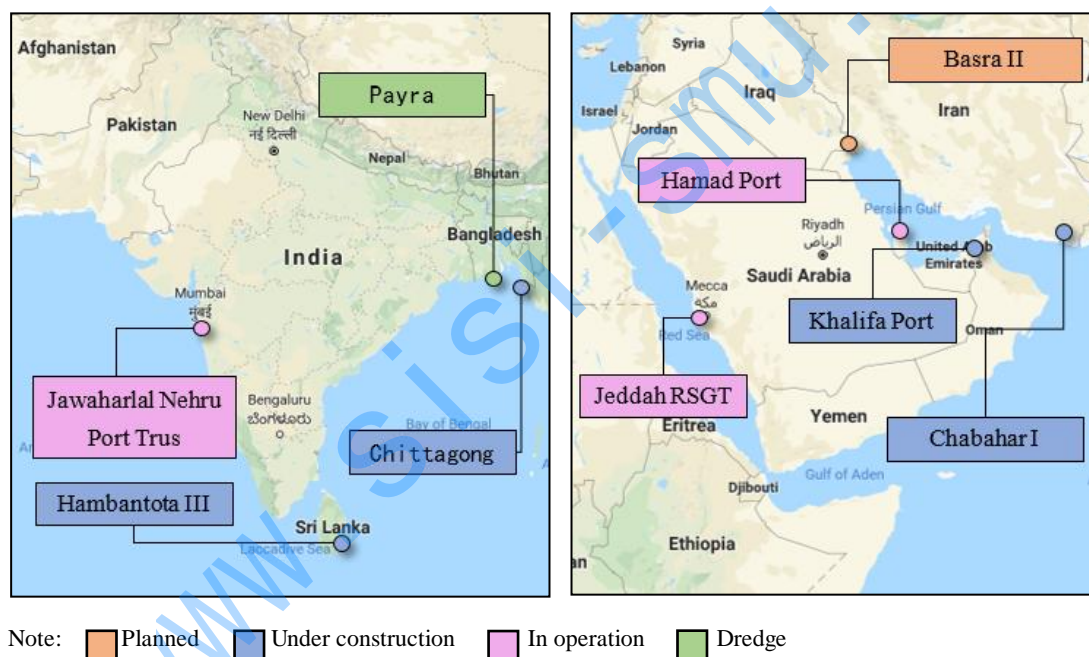 Afghanistan
Payra
Pakistan
New Delhi
नई दिल्ली
Nepal
Bhutan
Bangladesh
India
Mumbai
मुंबई
Jawaharlal Nehru
Port Trus
Bengaluru
ಬೆಂಗಳೂರು
Bay of Bengal
Chittagong
Hambantota III
Sri Lanka
Laccadive Sea
Syria
Lebanon
Basra II
Iraq
Iran
Israel
Jordan
Hamad Port
Persian Gulf
Riyadh
الرياض
United Arab
Emirates
Saudi Arabia
Mecca
مكة
Khalifa Port
Red Sea
Oman
Jeddah RSGT
Eritrea
Yemen
Chabahar I
Gulf of Aden
Djibouti
Ethiopia
Note: Planned Under construction In operation Dredge